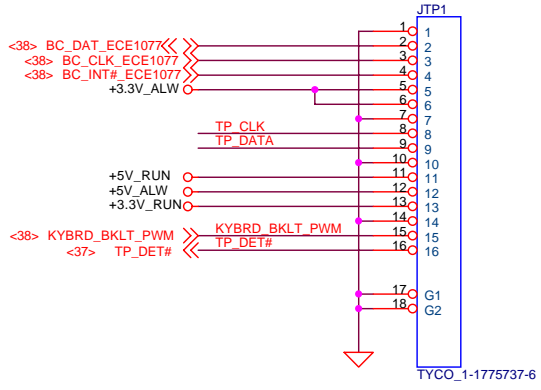 JTP1
1 1
<38> BC_DAT_ECE1077 2 2
<38> BC_CLK_ECE1077 3 3
<38> BC_INT#_ECE1077 4 4
+3.3V_ALW 5 5
6 6
7 7
TP_CLK 8 8
TP_DATA 9 9
10 10
+5V_RUN 11 11
+5V_ALW 12 12
+3.3V_RUN 13 13
14 14
<38> KYBRD_BKLT_PWM KYBRD_BKLT_PWM 15 15
<37> TP_DET# TP_DET# 16 16
17 G1
18 G2
TYCO_1-1775737-6